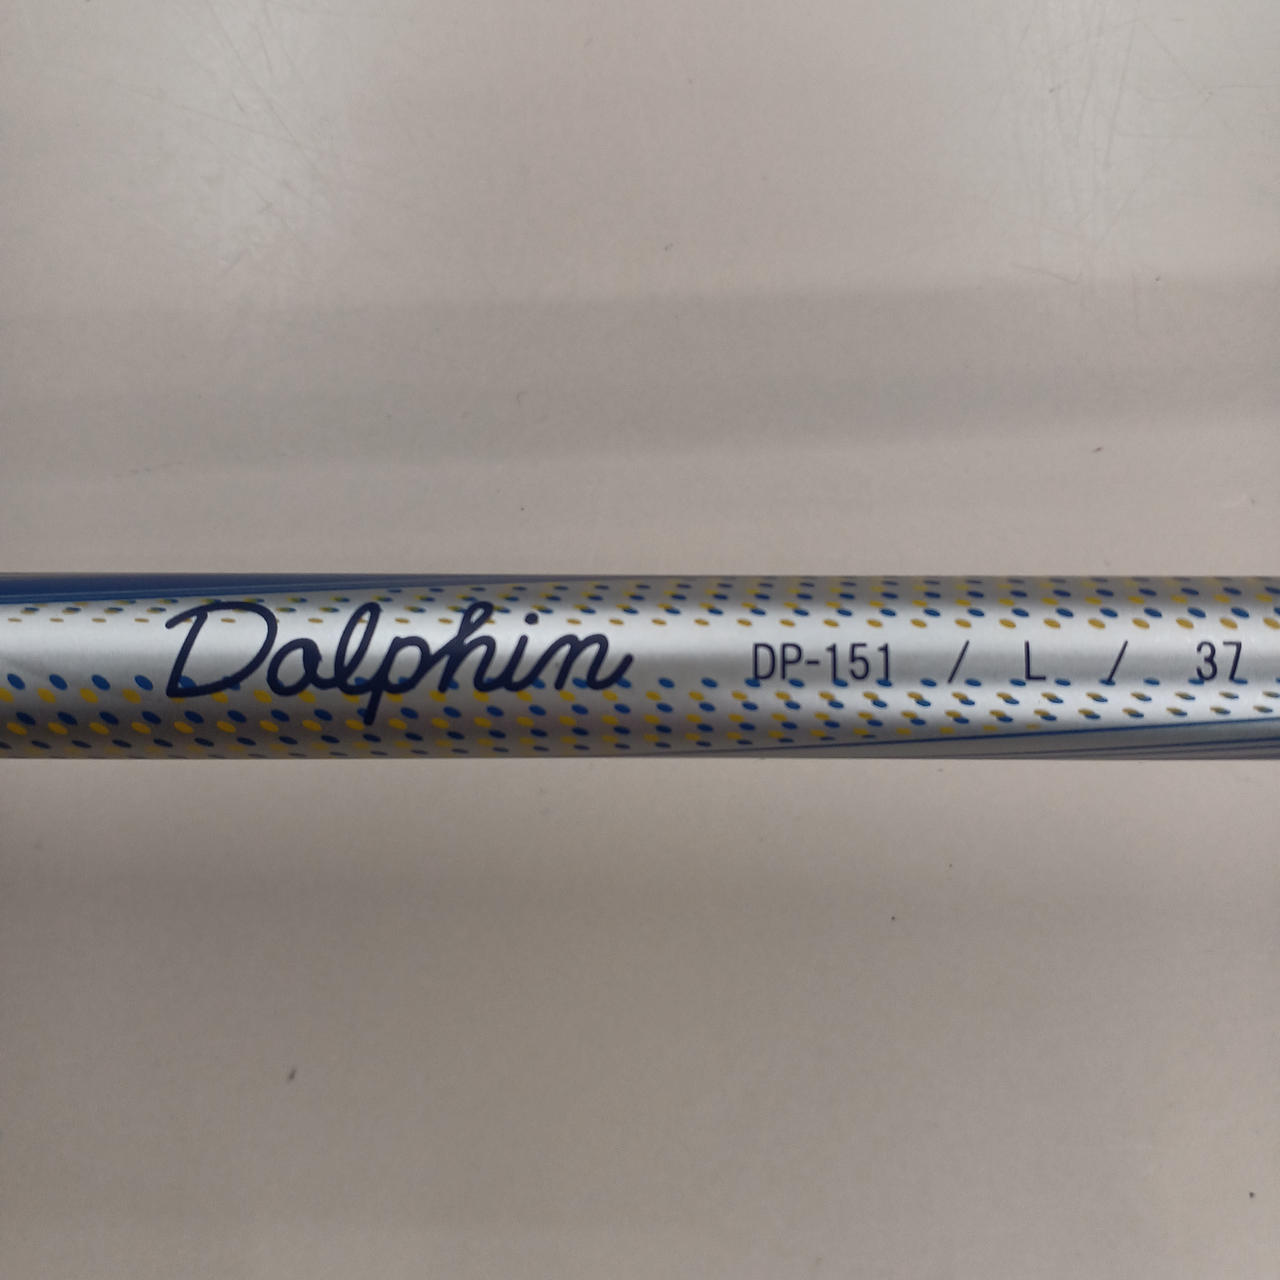 Dolphin DP-151 / L / 37